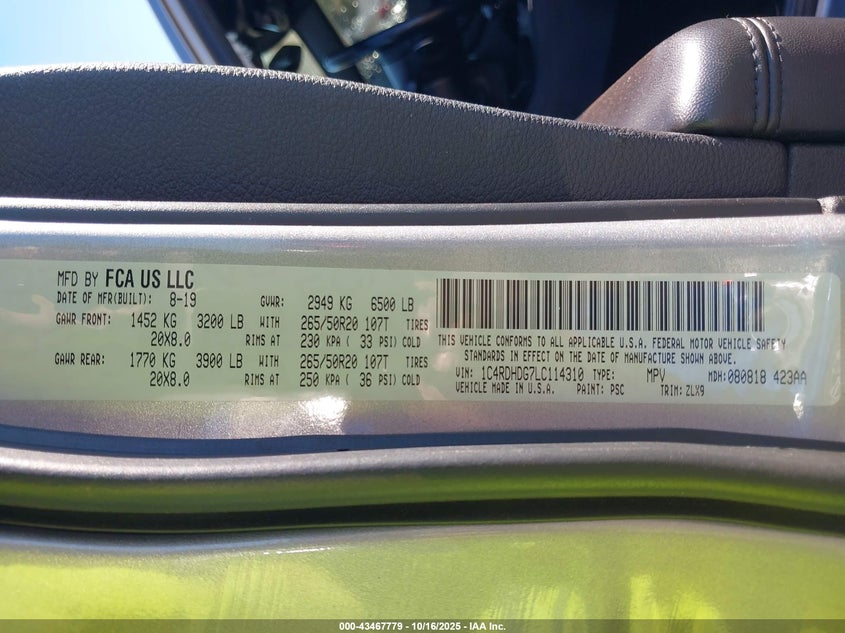 MFD BY FCA US LLC
DATE OF MFR(BUILT): 8-19 GVWR: 2949 KG 6500 LB
GAWR FRONT: 1452 KG 3200 LB WITH 265/50R20 107T TIRES
20X8.0 RIMS AT 230 KPA ( 33 PSI) COLD
GAWR REAR: 1770 KG 3900 LB WITH 265/50R20 107T TIRES
20X8.0 RIMS AT 250 KPA ( 36 PSI) COLD
THIS VEHICLE CONFORMS TO ALL APPLICABLE U.S.A. FEDERAL MOTOR VEHICLE SAFETY
STANDARDS IN EFFECT ON THE DATE OF MANUFACTURE SHOWN ABOVE.
VIN: 1C4RDHDG7LC114310 TYPE: MPV MDH: 080818 423AA
VEHICLE MADE IN U.S.A. PAINT: PSC TRIM: ZLX9
000-43467779 - 10/16/2025 - IAA Inc.